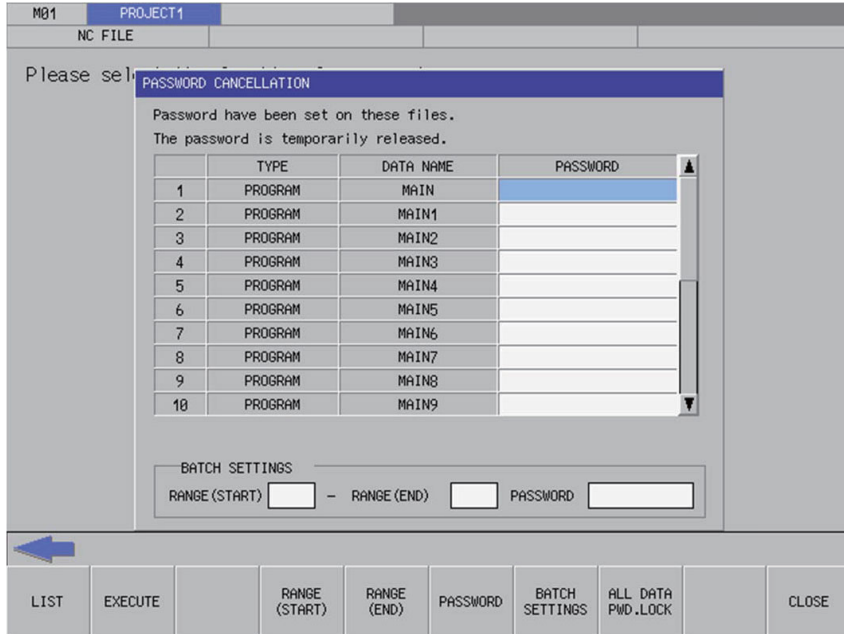 M01 PROJECT1
NC FILE
Please sel
PASSWORD CANCELLATION
Password have been set on these files.
The password is temporarily released.
TYPE DATA NAME PASSWORD
1 PROGRAM MAIN
2 PROGRAM MAIN1
3 PROGRAM MAIN2
4 PROGRAM MAIN3
5 PROGRAM MAIN4
6 PROGRAM MAIN5
7 PROGRAM MAIN6
8 PROGRAM MAIN7
9 PROGRAM MAIN8
10 PROGRAM MAIN9
BATCH SETTINGS
RANGE(START) - RANGE(END) PASSWORD
LIST EXECUTE RANGE (START) RANGE (END) PASSWORD BATCH SETTINGS ALL DATA PWD.LOCK CLOSE